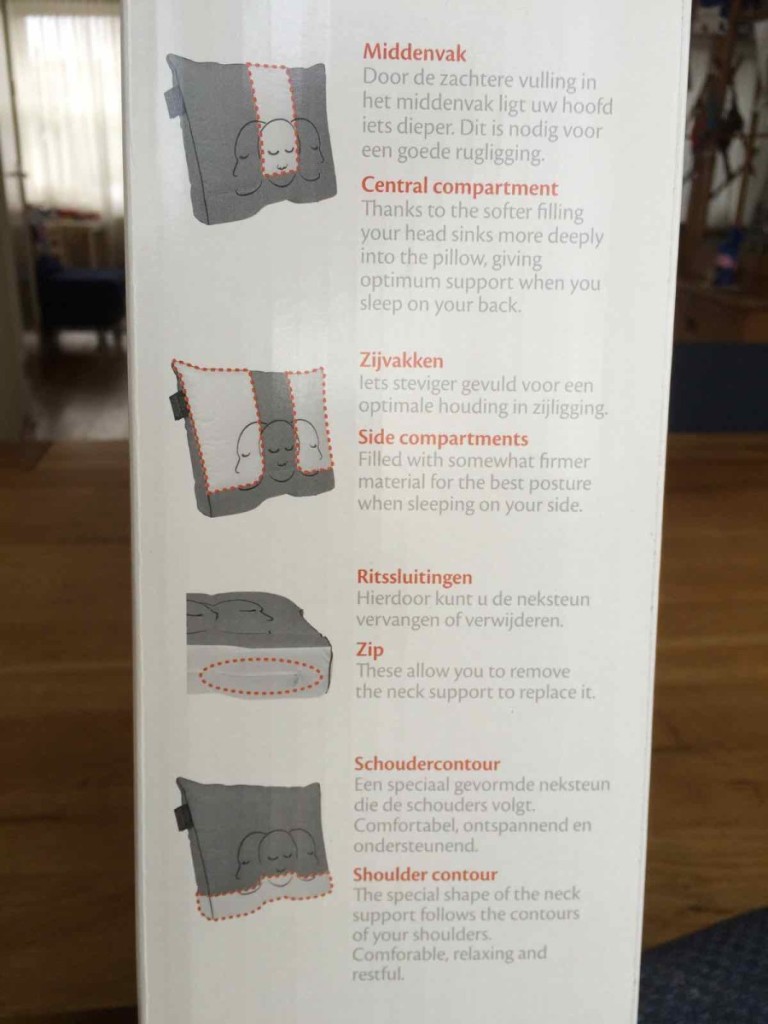 Middenvak
Door de zachtere vulling in
het middenvak ligt uw hoofd
iets dieper. Dit is nodig voor
een goede rugligging.
Central compartment
Thanks to the softer filling
your head sinks more deeply
into the pillow, giving
optimum support when you
sleep on your back.
Zijvakken
Iets steviger gevuld voor een
optimale houding in zijligging.
Side compartments
Filled with somewhat firmer
material for the best posture
when sleeping on your side.
Ritssluitingen
Hierdoor kunt u de neksteun
vervangen of verwijderen.
Zip
These allow you to remove
the neck support to replace it.
Schoudercontour
Een speciaal gevormde neksteun
die de schouders volgt.
Comfortabel, ontspannend en
ondersteunend.
Shoulder contour
The special shape of the neck
support follows the contours
of your shoulders.
Comforable, relaxing and
restful.